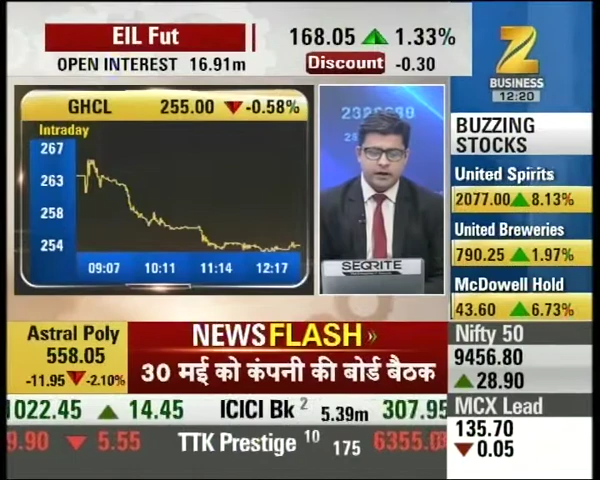 EIL Fut
168.05 ▲ 1.33%
OPEN INTEREST 16.91m
Discount -0.30
Z
BUSINESS
12:20
GHCL 255.00 ▼ -0.58%
Intraday
267
263
258
254
09:07 10:11 11:14 12:17
SEQRITE
BUZZING
STOCKS
United Spirits
2077.00 ▲ 8.13%
United Breweries
790.25 ▲ 1.97%
McDowell Hold
43.60 ▲ 6.73%
Astral Poly
558.05
-11.95 ▼ -2.10%
NEWSFLASH »
30 मई को कंपनी की बोर्ड बैठक
Nifty 50
9456.80
▲ 28.90
MCX Lead
135.70
▼ 0.05
1022.45 ▲ 14.45 ICICI Bk 2 5.39m 307.95
9.90 ▼ 5.55 TTK Prestige 10 175 6355.0